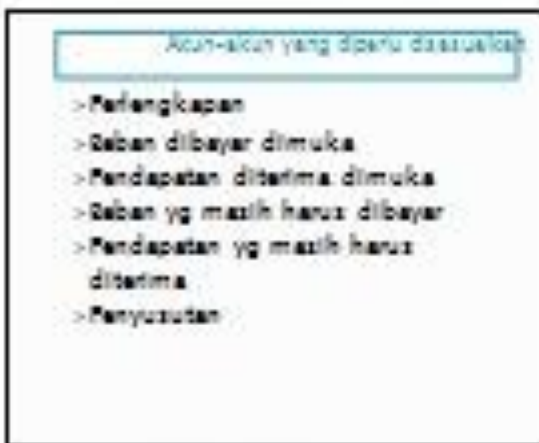 Akun-akun yang diperlu disesuaikan
>Perlengkapan
>Beban dibayar dimuka
>Pendapatan diterima dimuka
>Beban yg masih harus dibayar
>Pendapatan yg masih harus
diterima
>Penyusutan